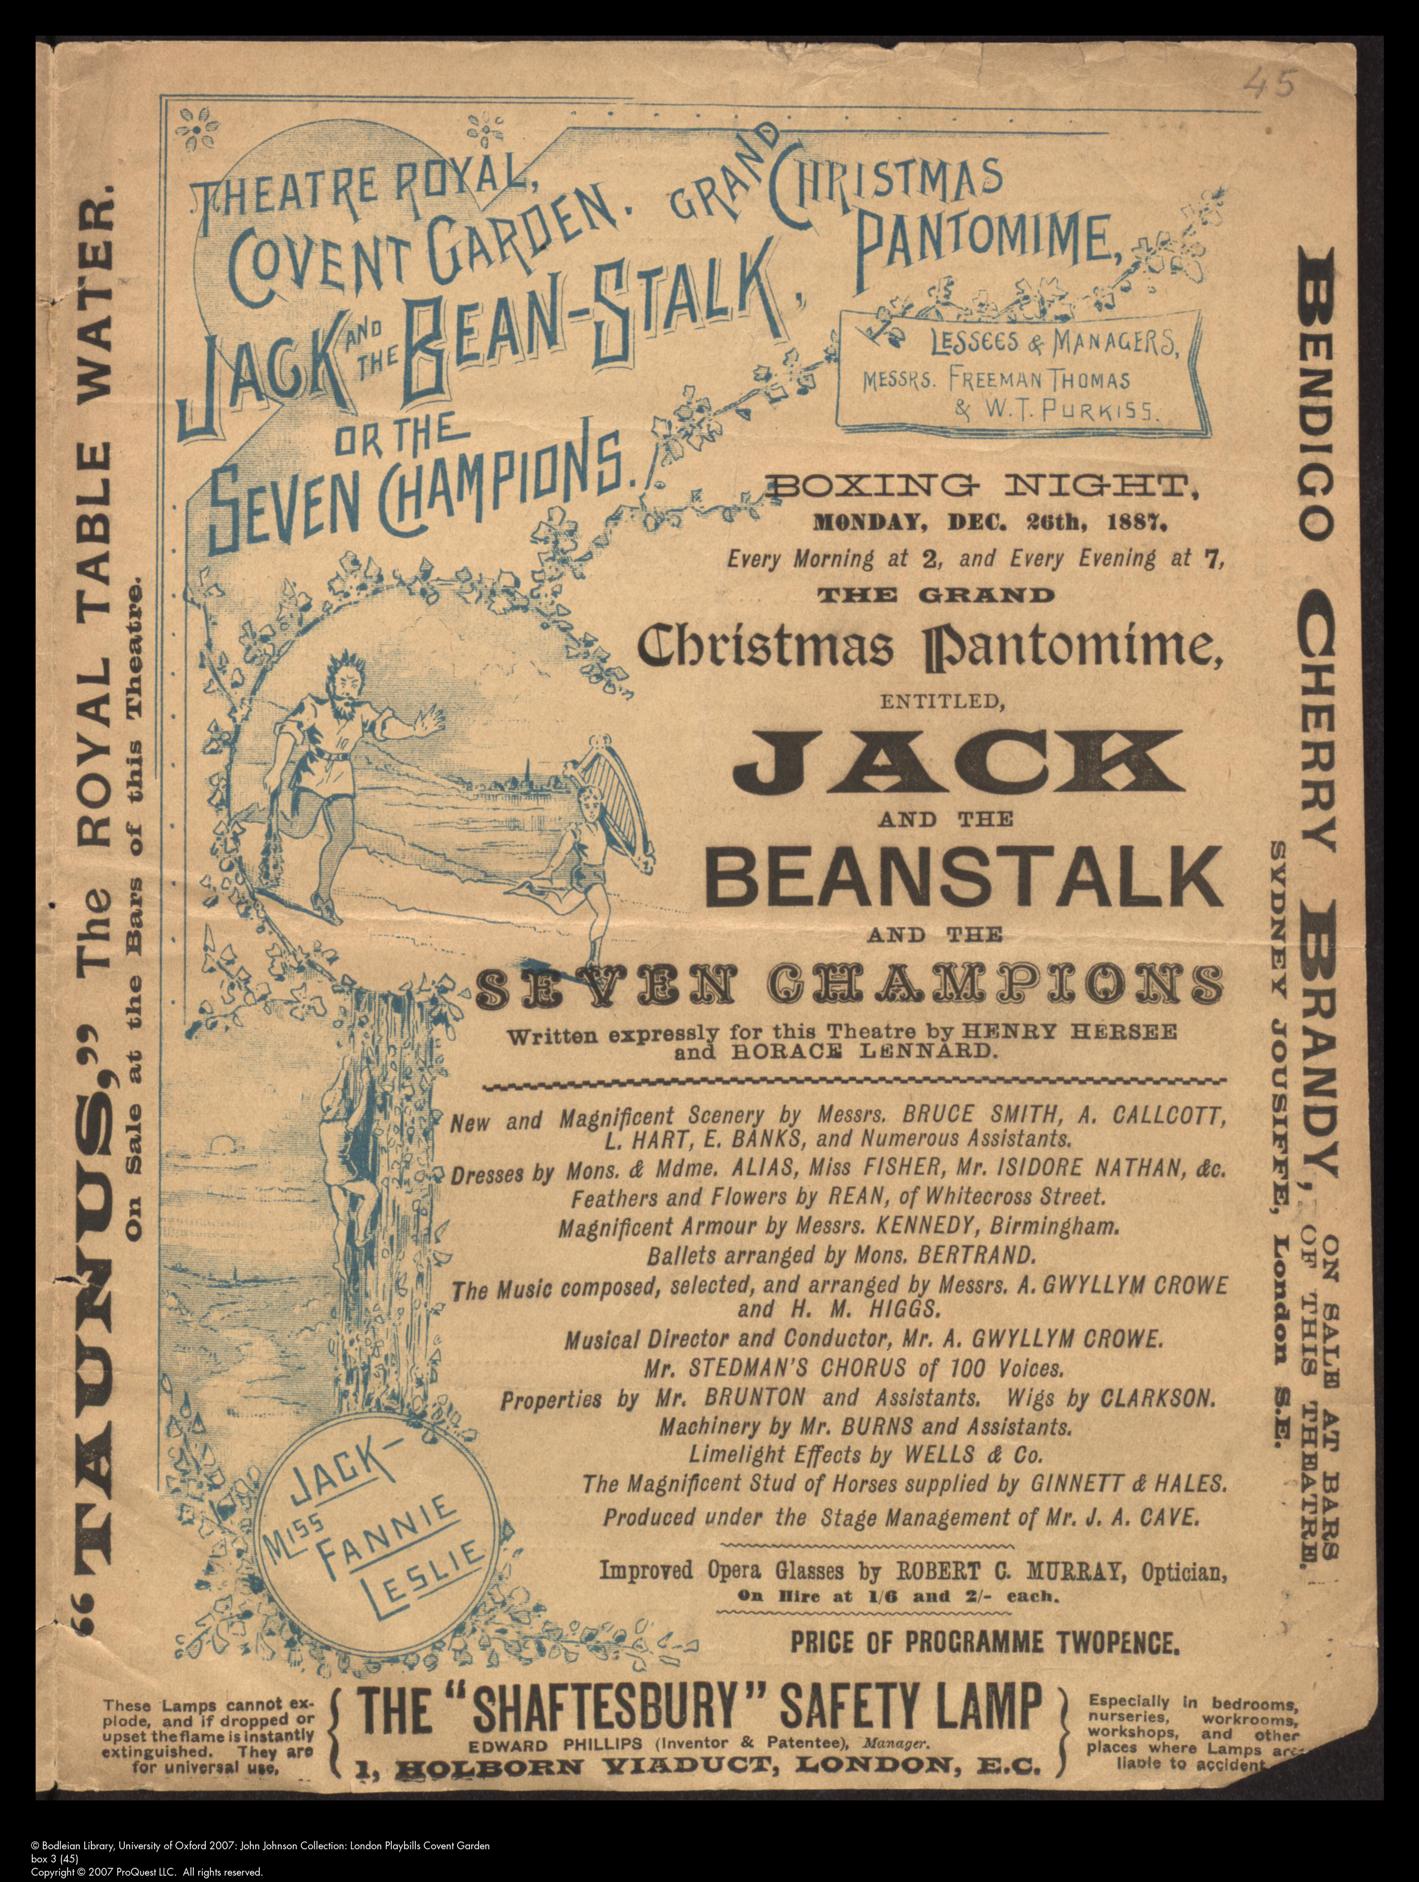 45
THEATRE ROYAL,
COVENT GARDEN.
GRAND CHRISTMAS
PANTOMIME,
JACK AND THE BEAN-STALK,
OR THE
SEVEN CHAMPIONS.
LESSEES & MANAGERS,
MESSRS. FREEMAN THOMAS
& W. T. PURKISS.
BOXING NIGHT,
MONDAY, DEC. 26th, 1887,
Every Morning at 2, and Every Evening at 7,
THE GRAND
Christmas Pantomime,
ENTITLED,
JACK
AND THE
BEANSTALK
AND THE
SEVEN CHAMPIONS
Written expressly for this Theatre by HENRY HERSEE
and HORACE LENNARD.
New and Magnificent Scenery by Messrs. BRUCE SMITH, A. CALLCOTT,
L. HART, E. BANKS, and Numerous Assistants.
Dresses by Mons. & Mdme. ALIAS, Miss FISHER, Mr. ISIDORE NATHAN, &c.
Feathers and Flowers by REAN, of Whitecross Street.
Magnificent Armour by Messrs. KENNEDY, Birmingham.
Ballets arranged by Mons. BERTRAND.
The Music composed, selected, and arranged by Messrs. A. GWYLLYM CROWE
and H. M. HIGGS.
Musical Director and Conductor, Mr. A. GWYLLYM CROWE.
Mr. STEDMAN'S CHORUS of 100 Voices.
Properties by Mr. BRUNTON and Assistants. Wigs by CLARKSON.
Machinery by Mr. BURNS and Assistants.
Limelight Effects by WELLS & Co.
The Magnificent Stud of Horses supplied by GINNETT & HALES.
Produced under the Stage Management of Mr. J. A. CAVE.
Improved Opera Glasses by ROBERT C. MURRAY, Optician,
On Hire at 1/6 and 2/- each.
PRICE OF PROGRAMME TWOPENCE.
JACK-
MISS
FANNIE
LESLIE
"TAUNUS," The ROYAL TABLE WATER.
On Sale at the Bars of this Theatre.
BENDIGO CHERRY BRANDY, ON SALE AT BARS
OF THIS THEATRE.
SYDNEY JOUSIFFE, London S.E.
These Lamps cannot ex-
plode, and if dropped or
upset the flame is instantly
extinguished. They are
for universal use,
THE "SHAFTESBURY" SAFETY LAMP
EDWARD PHILLIPS (Inventor & Patentee), Manager.
1, HOLBORN VIADUCT, LONDON, E.C.
Especially in bedrooms,
nurseries, workrooms,
workshops, and other
places where Lamps are
liable to accident
© Bodleian Library, University of Oxford 2007: John Johnson Collection: London Playbills Covent Garden
box 3 (45)
Copyright © 2007 ProQuest LLC. All rights reserved.